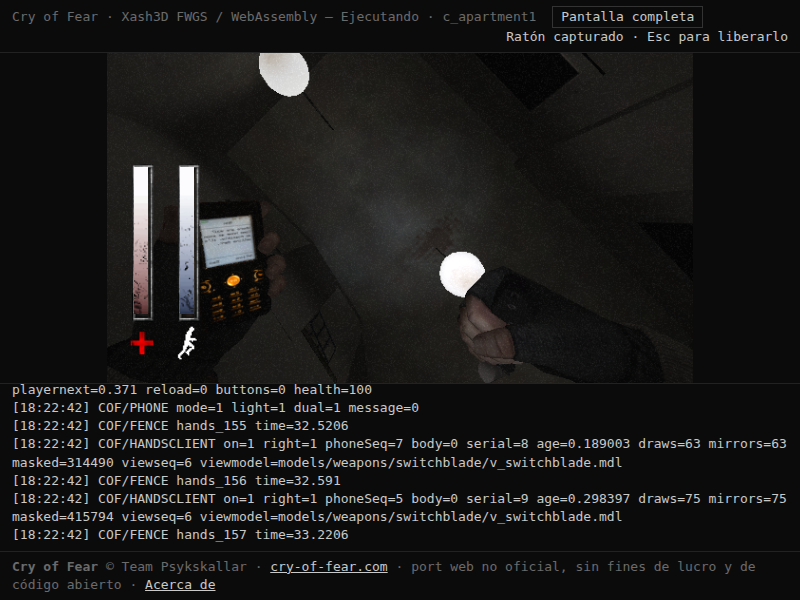 Cry of Fear · Xash3D FWGS / WebAssembly — Ejecutando · c_apartment1
Pantalla completa
Ratón capturado · Esc para liberarlo
playernext=0.371 reload=0 buttons=0 health=100
[18:22:42] COF/PHONE mode=1 light=1 dual=1 message=0
[18:22:42] COF/FENCE hands_155 time=32.5206
[18:22:42] COF/HANDSCLIENT on=1 right=1 phoneSeq=7 body=0 serial=8 age=0.189003 draws=63 mirrors=63
masked=314490 viewseq=6 viewmodel=models/weapons/switchblade/v_switchblade.mdl
[18:22:42] COF/FENCE hands_156 time=32.591
[18:22:42] COF/HANDSCLIENT on=1 right=1 phoneSeq=5 body=0 serial=9 age=0.298397 draws=75 mirrors=75
masked=415794 viewseq=6 viewmodel=models/weapons/switchblade/v_switchblade.mdl
[18:22:42] COF/FENCE hands_157 time=33.2206
Cry of Fear © Team Psykskallar · cry-of-fear.com · port web no oficial, sin fines de lucro y de
código abierto · Acerca de